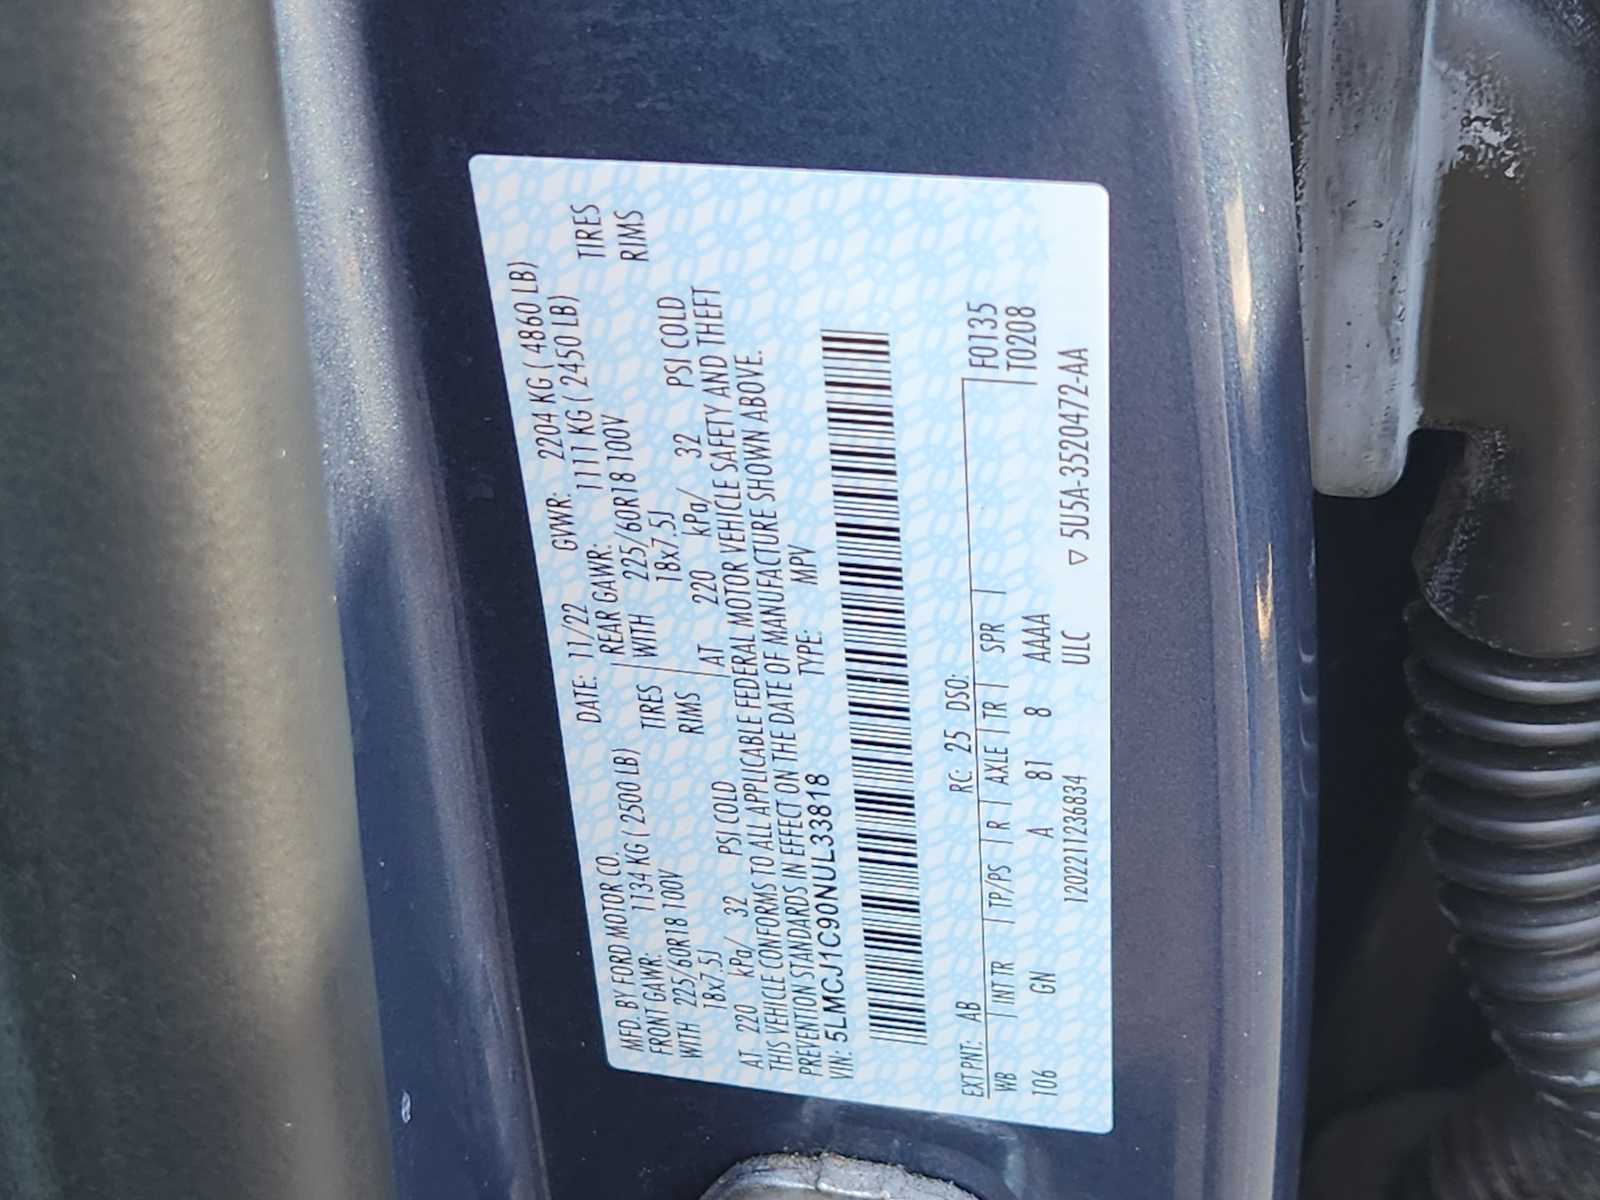 MFD. BY FORD MOTOR CO. DATE: 11/22 GVWR: 2204 KG ( 4860 LB)
FRONT GAWR: 1134 KG ( 2500 LB) REAR GAWR: 1111 KG ( 2450 LB)
WITH 225/60R18 100V TIRES WITH 225/60R18 100V TIRES
18x7.5J RIMS 18x7.5J RIMS
AT 220 kPa/ 32 PSI COLD AT 220 kPa/ 32 PSI COLD
THIS VEHICLE CONFORMS TO ALL APPLICABLE FEDERAL MOTOR VEHICLE SAFETY AND THEFT
PREVENTION STANDARDS IN EFFECT ON THE DATE OF MANUFACTURE SHOWN ABOVE.
VIN: 5LMCJ1C90NUL33818 TYPE: MPV
EXT PNT: AB RC: 25 DSO: F0135
WB | INT TR | TP/PS | R | AXLE | TR | SPR | T0208
106 GN A 81 8 AAAA
120221123​6834 ULC ▽ 5U5A-3520472-AA